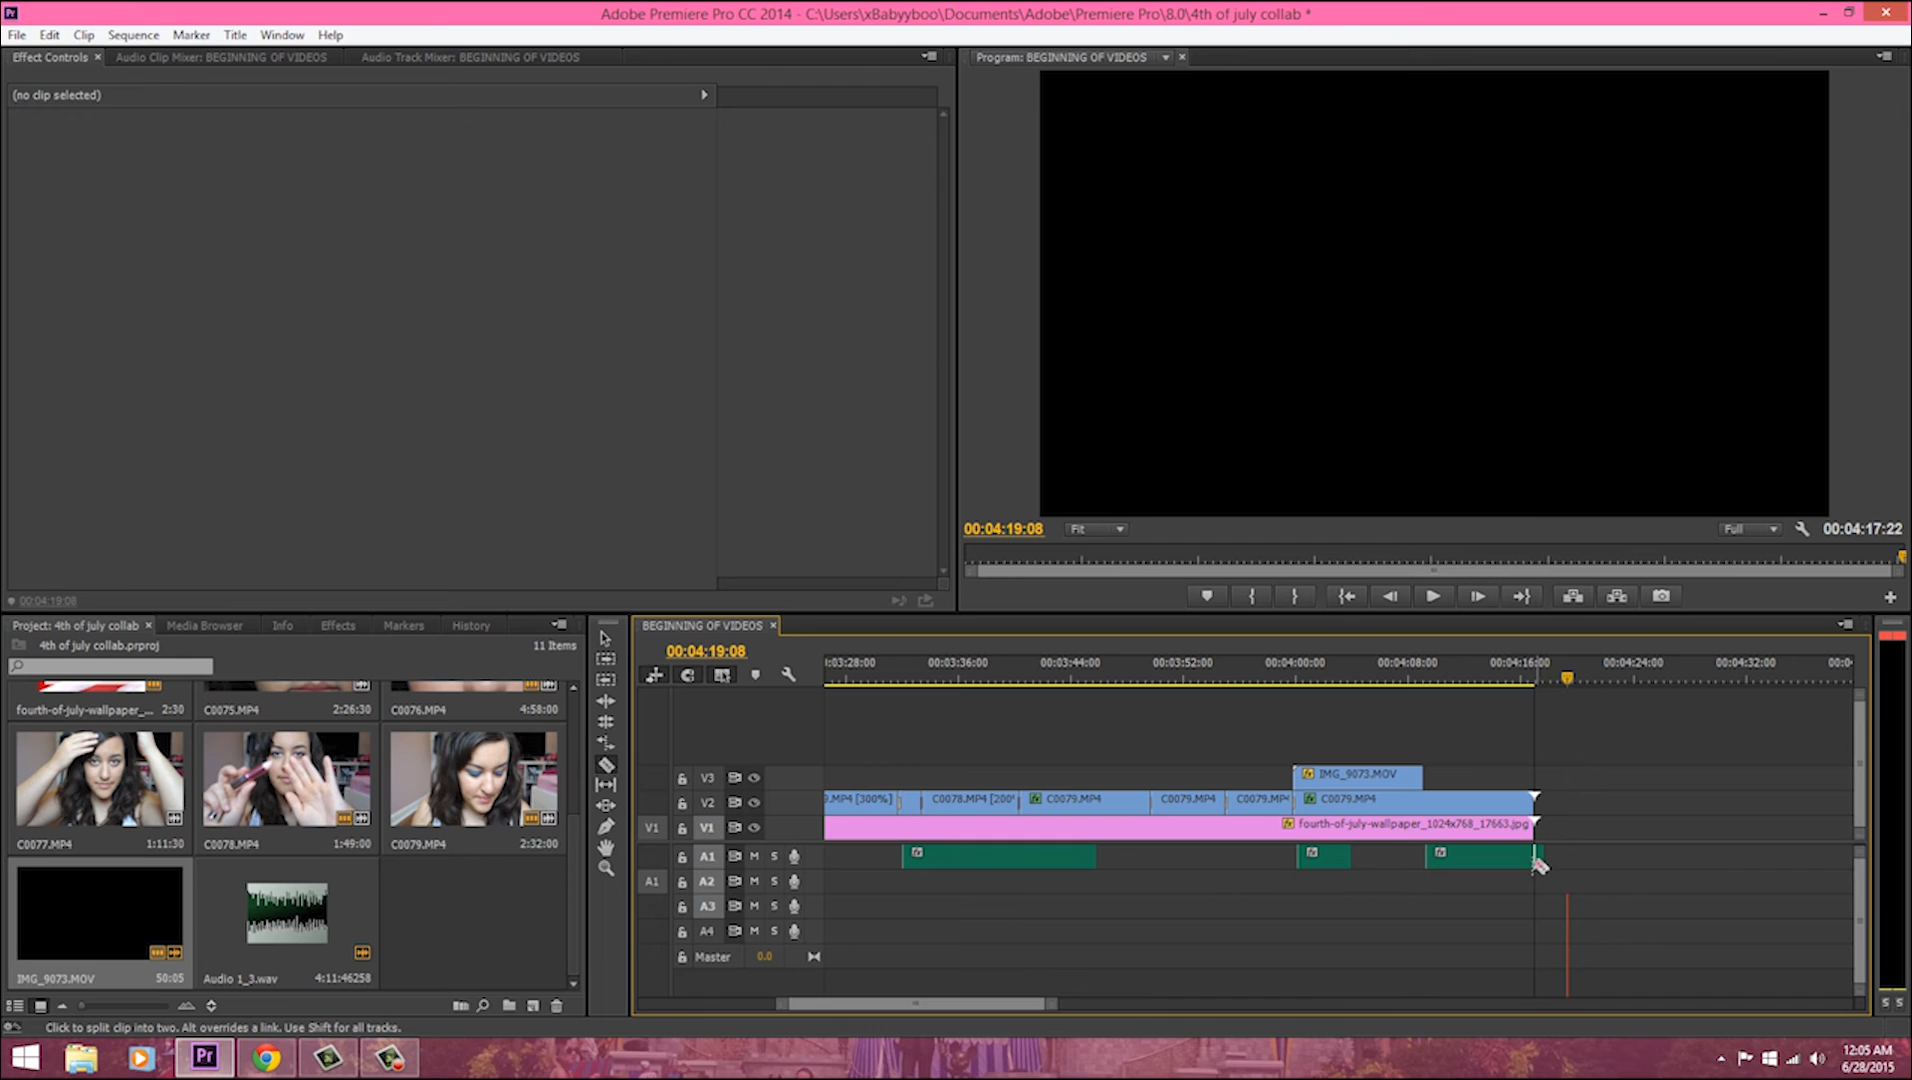 Adobe Premiere Pro CC 2014 - C:\Users\xBabyyboo\Documents\Adobe\Premiere Pro\8.0\4th of july collab *
File Edit Clip Sequence Marker Title Window Help
Effect Controls × Audio Clip Mixer: BEGINNING OF VIDEOS Audio Track Mixer: BEGINNING OF VIDEOS
Program: BEGINNING OF VIDEOS
(no clip selected)
00:04:19:08 Fit Full 00:04:17:22
00:04:19:08
Project: 4th of july collab × Media Browser Info Effects Markers History
4th of july collab.prproj 11 Items
fourth-of-july-wallpaper_... 2:30 C0075.MP4 2:26:30 C0076.MP4 4:58:00
C0077.MP4 1:11:30 C0078.MP4 1:49:00 C0079.MP4 2:32:00
IMG_9073.MOV 50:05 Audio 1_3.wav 4:11:46258
BEGINNING OF VIDEOS ×
00:04:19:08
:03:28:00 00:03:36:00 00:03:44:00 00:03:52:00 00:04:00:00 00:04:08:00 00:04:16:00 00:04:24:00 00:04:32:00 00:0
V3 IMG_9073.MOV
V2 9.MP4 [300%] C0078.MP4 [200% C0079.MP4 C0079.MP4 C0079.MP4 C0079.MP4
V1 V1 fourth-of-july-wallpaper_1024x768_17663.jpg
A1 M S
A1 A2 M S
A3 M S
A4 M S
Master 0.0
S S
Click to split clip into two. Alt overrides a link. Use Shift for all tracks.
Pr
12:05 AM
6/28/2015